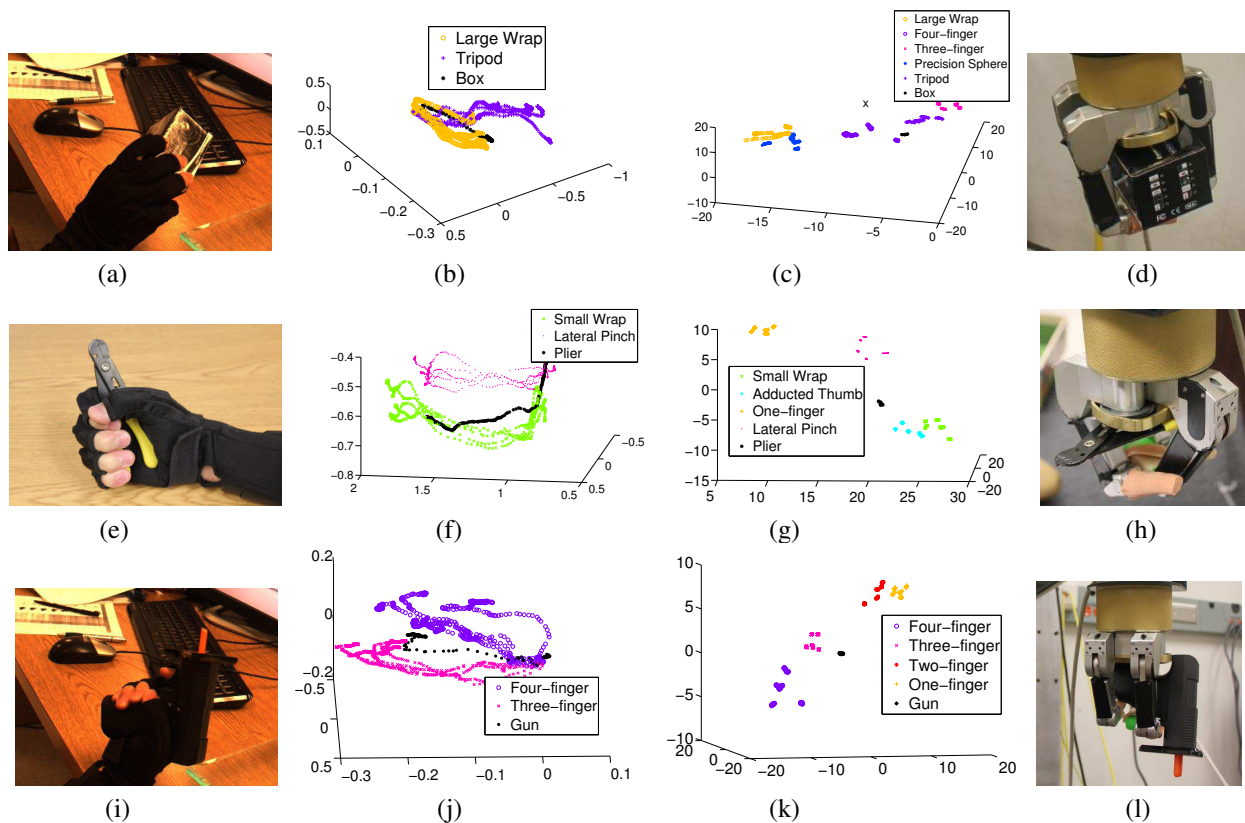 Large Wrap
Tripod
Box
0.5
0
−0.5
0.1
0
−0.1
−0.2
−0.3
0.5
0
−0.5
−1
Large Wrap
Four−finger
Three−finger
Precision Sphere
Tripod
Box
x
20
15
10
0
−10
−20
−15
−10
−5
0
−20
−10
0
10
20
FC CE
(a)
(b)
(c)
(d)
Small Wrap
Lateral Pinch
Plier
−0.4
−0.5
−0.6
−0.7
−0.8
2
1.5
1
0.5
0.5
0
−0.5
10
5
0
−5
−10
−15
Small Wrap
Adducted Thumb
One−finger
Lateral Pinch
Plier
5
10
15
20
25
30
−20
0
20
(e)
(f)
(g)
(h)
0.2
0
−0.2
−0.5
0
0.5
−0.3
−0.2
−0.1
0
0.1
Four−finger
Three−finger
Gun
10
5
0
−5
−10
20
0
−20
−20
−10
0
10
20
Four−finger
Three−finger
Two−finger
One−finger
Gun
(i)
(j)
(k)
(l)